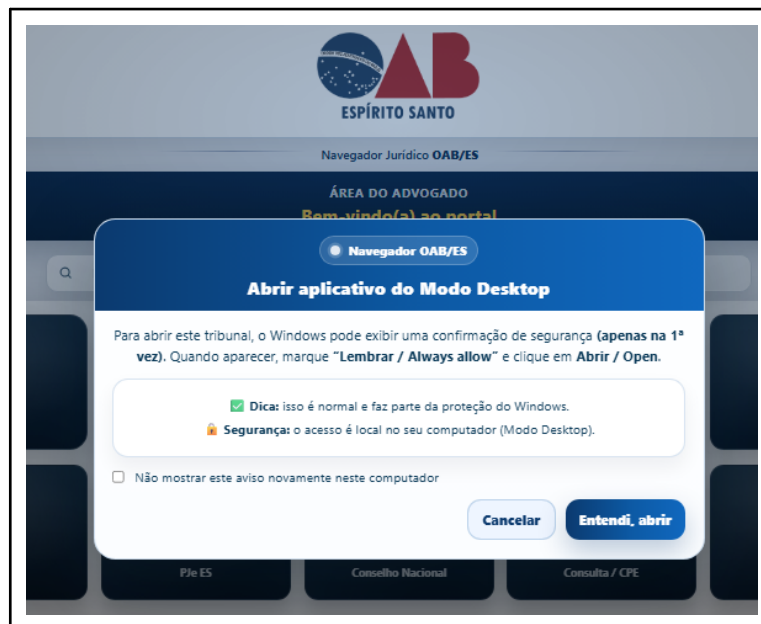 OAB
ESPÍRITO SANTO
Navegador Jurídico OAB/ES
ÁREA DO ADVOGADO
Bem-vindo(a) ao portal
Navegador OAB/ES
Abrir aplicativo do Modo Desktop
Para abrir este tribunal, o Windows pode exibir uma confirmação de segurança (apenas na 1ª
vez). Quando aparecer, marque “Lembrar / Always allow” e clique em Abrir / Open.
✅ Dica: isso é normal e faz parte da proteção do Windows.
🔒 Segurança: o acesso é local no seu computador (Modo Desktop).
Não mostrar este aviso novamente neste computador
Cancelar
Entendi, abrir
PJe ES
Conselho Nacional
Consulta / CPE